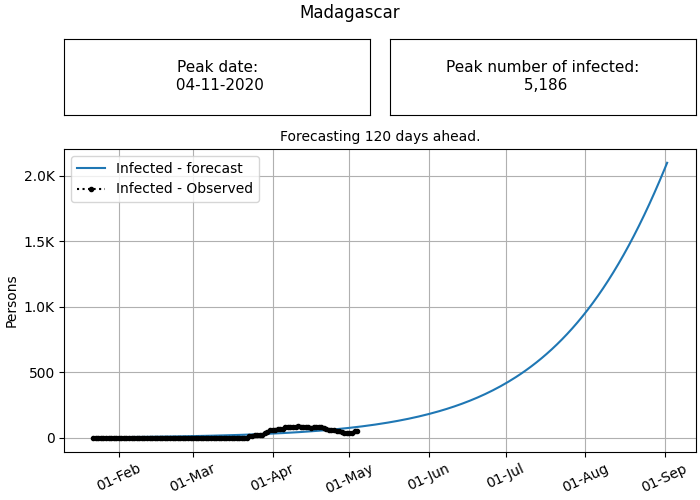 Madagascar
Peak date:
04-11-2020
Peak number of infected:
5,186
Forecasting 120 days ahead.
Infected - forecast
Infected - Observed
2.0K
1.5K
1.0K
500
0
Persons
01-Feb
01-Mar
01-Apr
01-May
01-Jun
01-Jul
01-Aug
01-Sep